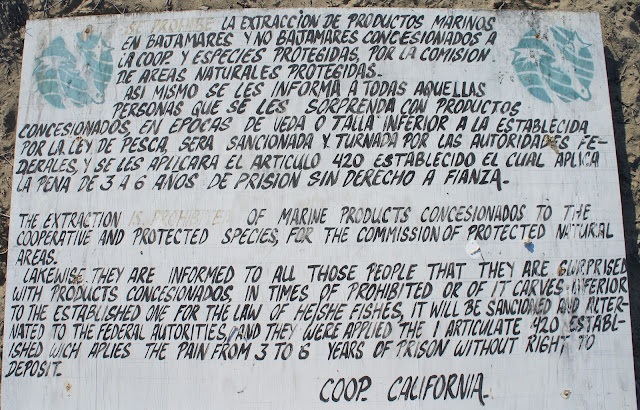 SE PROHIBE LA EXTRACCION DE PRODUCTOS MARINOS
EN BAJAMARES Y NO BAJAMARES CONCESIONADOS A
LA COOP. Y ESPECIES PROTEGIDAS, POR LA COMISION
DE AREAS NATURALES PROTEGIDAS.-
ASI MISMO SE LES INFORMA A TODAS AQUELLAS
PERSONAS QUE SE LES SORPRENDA CON PRODUCTOS
CONCESIONADOS, EN EPOCAS DE VEDA O TALLA INFERIOR A LA ESTABLECIDA
POR LA LEY DE PESCA, SERA SANCIONADA Y TURNADA POR LAS AUTORIDADES FE-
DERALES, Y SE LES APLICARA EL ARTICULO 420 ESTABLECIDO EL CUAL APLICA
LA PENA DE 3 A 6 AÑOS DE PRISION SIN DERECHO A FIANZA.-
THE EXTRACTION IS PROHIBITED OF MARINE PRODUCTS CONCESIONADOS TO THE
COOPERATIVE AND PROTECTED SPECIES, FOR THE COMMISSION OF PROTECTED NATURAL
AREAS.
LAKEWISE THEY ARE INFORMED TO ALL THOSE PEOPLE THAT THEY ARE SURPRISED
WITH PRODUCTS CONCESIONADOS, IN TIMES OF PROHIBITED OR OF IT CARVES INFERIOR
TO THE ESTABLISHED ONE FOR THE LAW OF HEISHE FISHES, IT WILL BE SANCIONED AND ALTER-
NATED TO THE FEDERAL AUTORITIES, AND THEY WERE APPLIED THE I ARTICULATE 420 ESTABL-
ISHED WICH APLIES THE PAIN FROM 3 TO 6 YEARS OF PRISON WITHOUT RIGHT TO
DEPOSIT.
COOP. CALIFORNIA.-